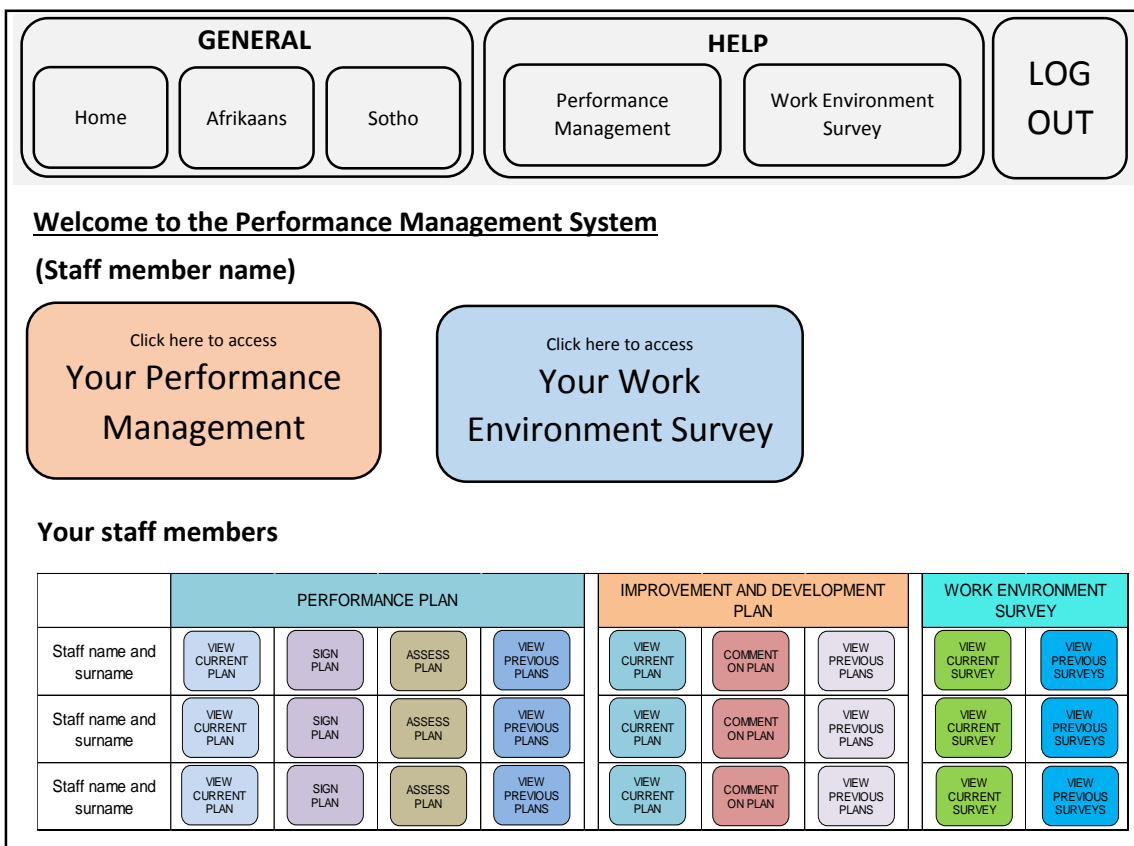 GENERAL
Home
Afrikaans
Sotho
HELP
Performance
Management
Work Environment
Survey
LOG
OUT
Welcome to the Performance Management System
(Staff member name)
Click here to access
Your Performance
Management
Click here to access
Your Work
Environment Survey
Your staff members
PERFORMANCE PLAN
IMPROVEMENT AND DEVELOPMENT
PLAN
WORK ENVIRONMENT
SURVEY
Staff name and
surname
VIEW
CURRENT
PLAN
SIGN
PLAN
ASSESS
PLAN
VIEW
PREVIOUS
PLANS
VIEW
CURRENT
PLAN
COMMENT
ON PLAN
VIEW
PREVIOUS
PLANS
VIEW
CURRENT
SURVEY
VIEW
PREVIOUS
SURVEYS
Staff name and
surname
VIEW
CURRENT
PLAN
SIGN
PLAN
ASSESS
PLAN
VIEW
PREVIOUS
PLANS
VIEW
CURRENT
PLAN
COMMENT
ON PLAN
VIEW
PREVIOUS
PLANS
VIEW
CURRENT
SURVEY
VIEW
PREVIOUS
SURVEYS
Staff name and
surname
VIEW
CURRENT
PLAN
SIGN
PLAN
ASSESS
PLAN
VIEW
PREVIOUS
PLANS
VIEW
CURRENT
PLAN
COMMENT
ON PLAN
VIEW
PREVIOUS
PLANS
VIEW
CURRENT
SURVEY
VIEW
PREVIOUS
SURVEYS